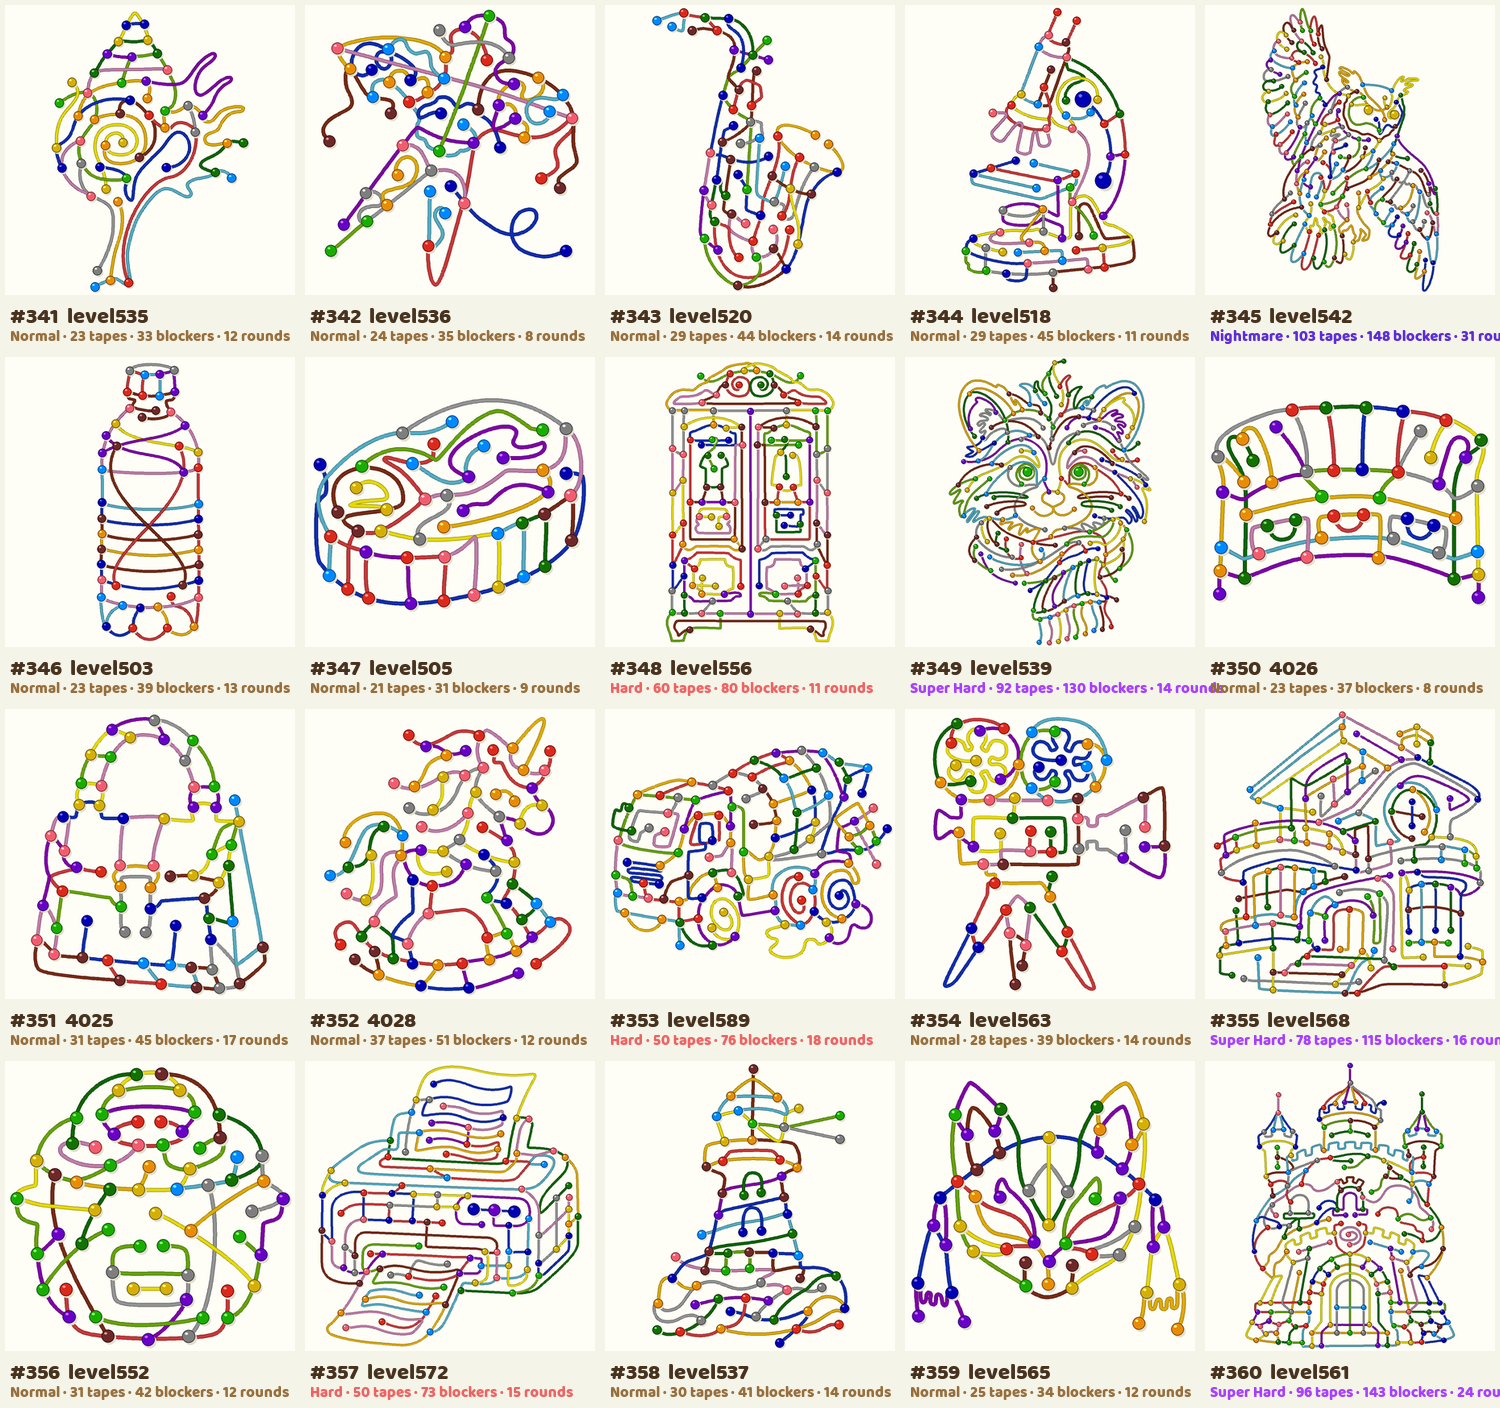 #341 level535
Normal · 23 tapes · 33 blockers · 12 rounds
#342 level536
Normal · 24 tapes · 35 blockers · 8 rounds
#343 level520
Normal · 29 tapes · 44 blockers · 14 rounds
#344 level518
Normal · 29 tapes · 45 blockers · 11 rounds
#345 level542
Nightmare · 103 tapes · 148 blockers · 31 rou
#346 level503
Normal · 23 tapes · 39 blockers · 13 rounds
#347 level505
Normal · 21 tapes · 31 blockers · 9 rounds
#348 level556
Hard · 60 tapes · 80 blockers · 11 rounds
#349 level539
Super Hard · 92 tapes · 130 blockers · 14 rounds
#350 4026
Normal · 23 tapes · 37 blockers · 8 rounds
#351 4025
Normal · 31 tapes · 45 blockers · 17 rounds
#352 4028
Normal · 37 tapes · 51 blockers · 12 rounds
#353 level589
Hard · 50 tapes · 76 blockers · 18 rounds
#354 level563
Normal · 28 tapes · 39 blockers · 14 rounds
#355 level568
Super Hard · 78 tapes · 115 blockers · 16 roun
#356 level552
Normal · 31 tapes · 42 blockers · 12 rounds
#357 level572
Hard · 50 tapes · 73 blockers · 15 rounds
#358 level537
Normal · 30 tapes · 41 blockers · 14 rounds
#359 level565
Normal · 25 tapes · 34 blockers · 12 rounds
#360 level561
Super Hard · 96 tapes · 143 blockers · 24 rou